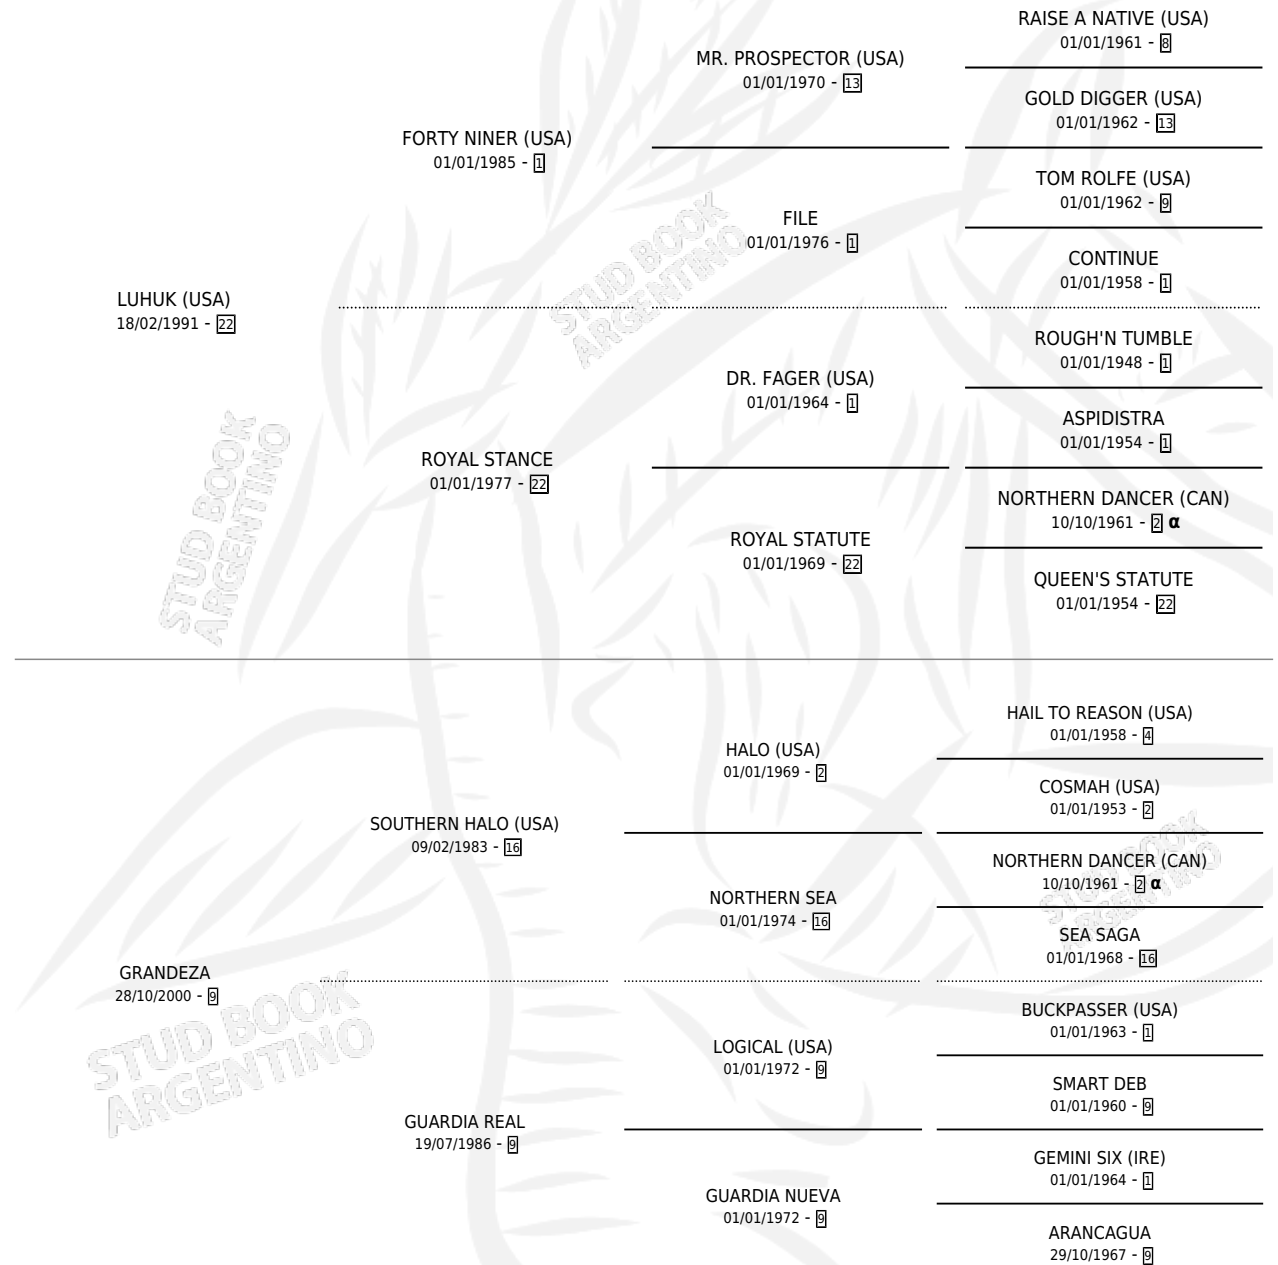 RAISE A NATIVE (USA)
01/01/1961 - 8
MR. PROSPECTOR (USA)
01/01/1970 - 13
GOLD DIGGER (USA)
01/01/1962 - 13
FORTY NINER (USA)
01/01/1985 - 1
TOM ROLFE (USA)
01/01/1962 - 9
FILE
01/01/1976 - 1
CONTINUE
01/01/1958 - 1
LUHUK (USA)
18/02/1991 - 22
ROUGH'N TUMBLE
01/01/1948 - 1
DR. FAGER (USA)
01/01/1964 - 1
ASPIDISTRA
01/01/1954 - 1
ROYAL STANCE
01/01/1977 - 22
NORTHERN DANCER (CAN)
10/10/1961 - 2 α
ROYAL STATUTE
01/01/1969 - 22
QUEEN'S STATUTE
01/01/1954 - 22
HAIL TO REASON (USA)
01/01/1958 - 4
HALO (USA)
01/01/1969 - 2
COSMAH (USA)
01/01/1953 - 2
SOUTHERN HALO (USA)
09/02/1983 - 16
NORTHERN DANCER (CAN)
10/10/1961 - 2 α
NORTHERN SEA
01/01/1974 - 16
SEA SAGA
01/01/1968 - 16
GRANDEZA
28/10/2000 - 9
BUCKPASSER (USA)
01/01/1963 - 1
LOGICAL (USA)
01/01/1972 - 9
SMART DEB
01/01/1960 - 9
GUARDIA REAL
19/07/1986 - 9
GEMINI SIX (IRE)
01/01/1964 - 1
GUARDIA NUEVA
01/01/1972 - 9
ARANCAGUA
29/10/1967 - 9
STUD BOOK
ARGENTINO
STUD BOOK
ARGENTINO
STUD BOOK
ARGENTINO
STUD BOOK
ARGENTINO